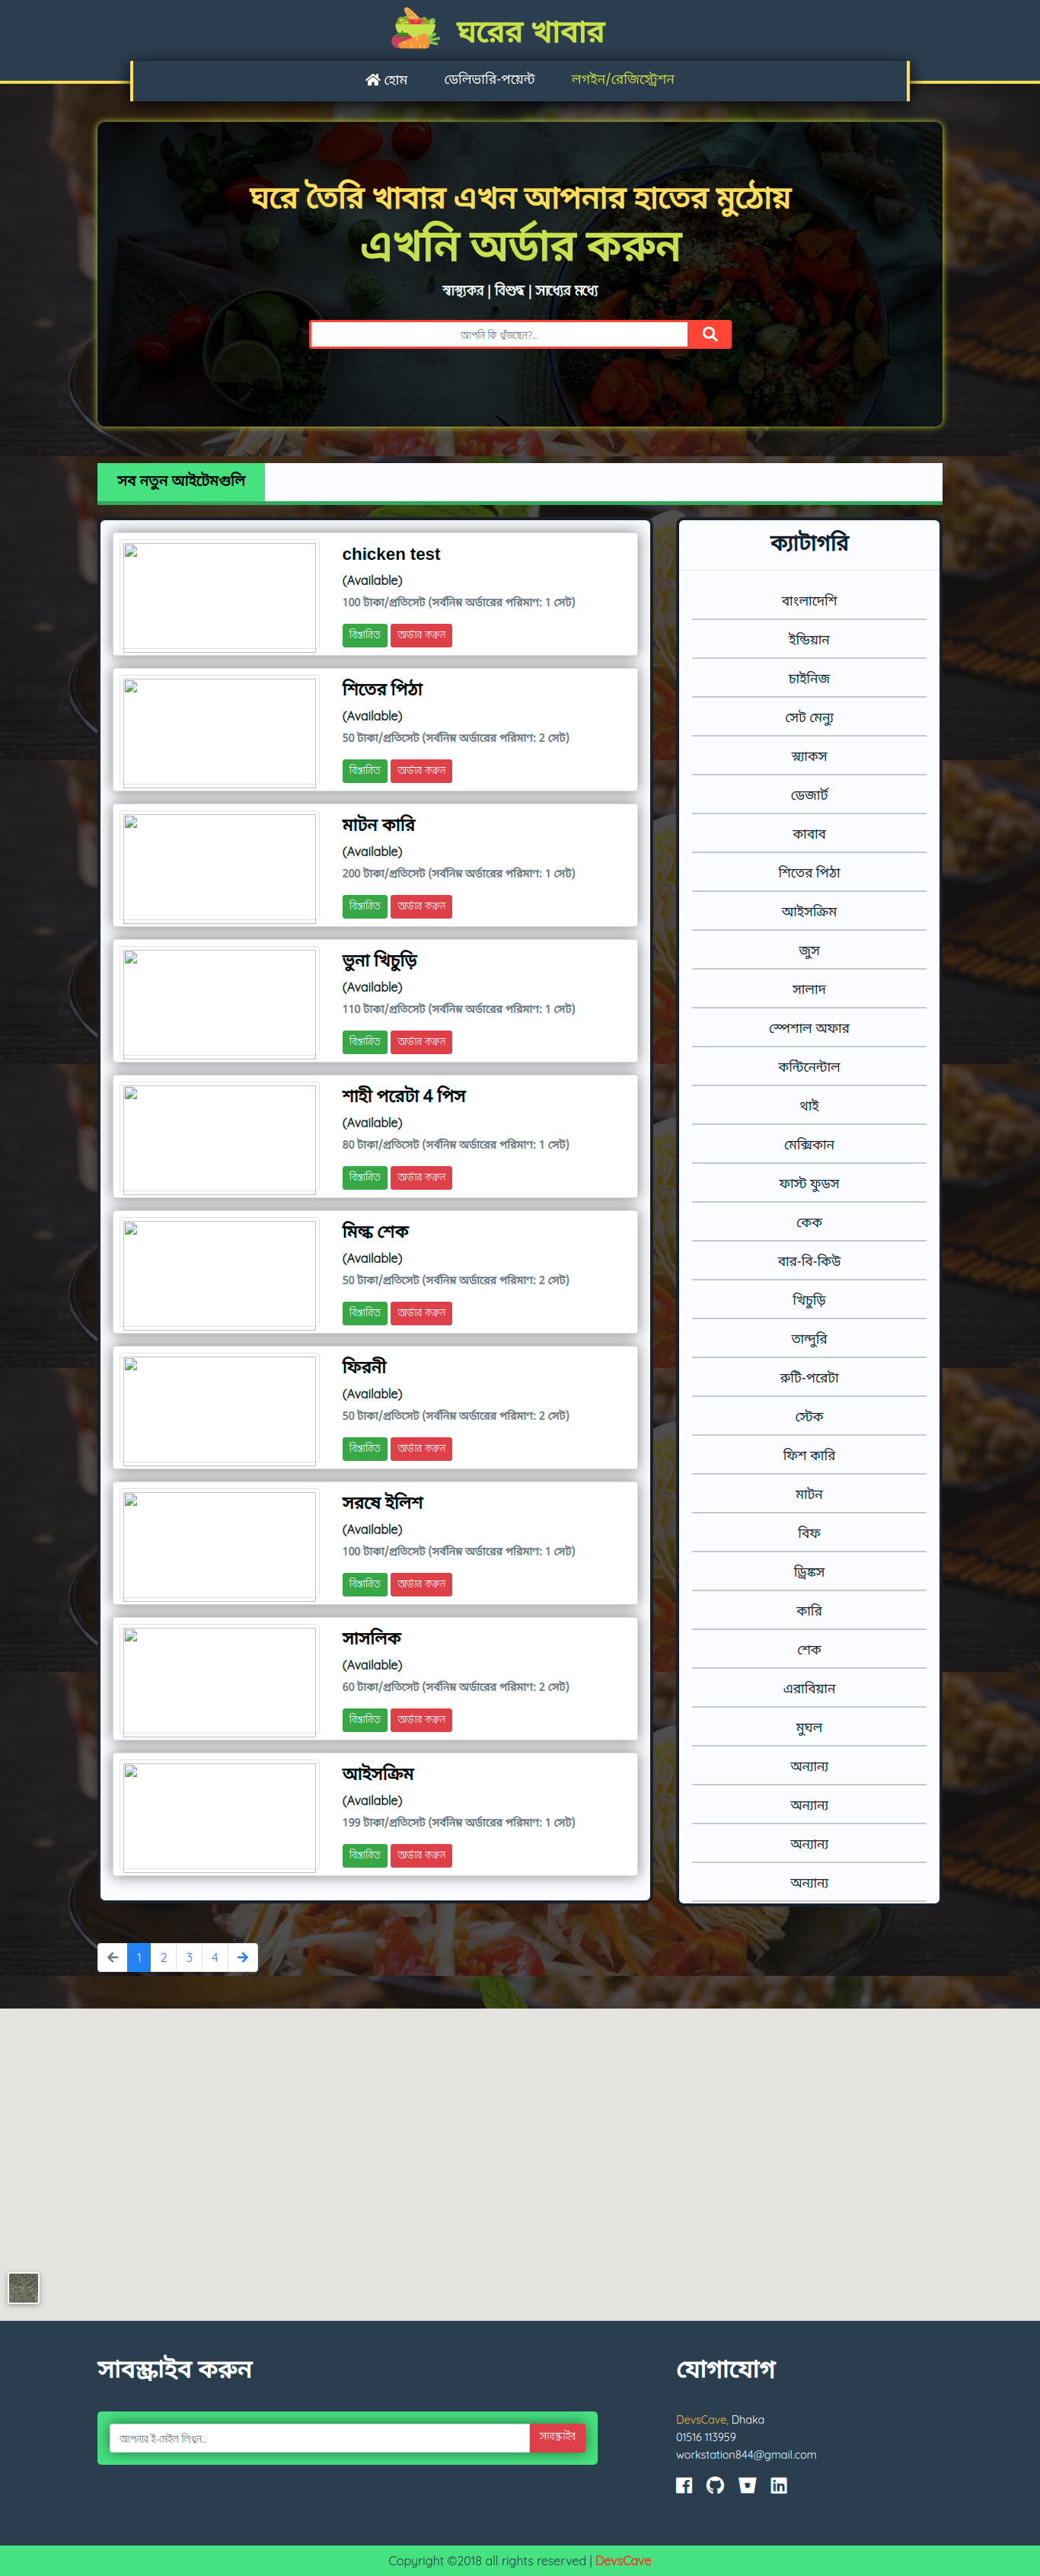 ঘরের খাবার
হোম ডেলিভারি-পয়েন্ট লগইন/রেজিস্ট্রেশন
ঘরে তৈরি খাবার এখন আপনার হাতের মুঠোয়
এখনি অর্ডার করুন
স্বাস্থ্যকর | বিশুদ্ধ | সাধ্যের মধ্যে
আপনি কি খুঁজছেন?...
সব নতুন আইটেমগুলি
chicken test
(Available)
100 টাকা/প্রতিসেট (সর্বনিম্ন অর্ডারের পরিমাণ: 1 সেট)
বিস্তারিত অর্ডার করুন
শিতের পিঠা
(Available)
50 টাকা/প্রতিসেট (সর্বনিম্ন অর্ডারের পরিমাণ: 2 সেট)
বিস্তারিত অর্ডার করুন
মাটন কারি
(Available)
200 টাকা/প্রতিসেট (সর্বনিম্ন অর্ডারের পরিমাণ: 1 সেট)
বিস্তারিত অর্ডার করুন
ভুনা খিচুড়ি
(Available)
110 টাকা/প্রতিসেট (সর্বনিম্ন অর্ডারের পরিমাণ: 1 সেট)
বিস্তারিত অর্ডার করুন
শাহী পরেটা 4 পিস
(Available)
80 টাকা/প্রতিসেট (সর্বনিম্ন অর্ডারের পরিমাণ: 1 সেট)
বিস্তারিত অর্ডার করুন
মিল্ক শেক
(Available)
50 টাকা/প্রতিসেট (সর্বনিম্ন অর্ডারের পরিমাণ: 2 সেট)
বিস্তারিত অর্ডার করুন
ফিরনী
(Available)
50 টাকা/প্রতিসেট (সর্বনিম্ন অর্ডারের পরিমাণ: 2 সেট)
বিস্তারিত অর্ডার করুন
সরষে ইলিশ
(Available)
100 টাকা/প্রতিসেট (সর্বনিম্ন অর্ডারের পরিমাণ: 1 সেট)
বিস্তারিত অর্ডার করুন
সাসলিক
(Available)
60 টাকা/প্রতিসেট (সর্বনিম্ন অর্ডারের পরিমাণ: 2 সেট)
বিস্তারিত অর্ডার করুন
আইসক্রিম
(Available)
199 টাকা/প্রতিসেট (সর্বনিম্ন অর্ডারের পরিমাণ: 1 সেট)
বিস্তারিত অর্ডার করুন
ক্যাটাগরি
বাংলাদেশি
ইন্ডিয়ান
চাইনিজ
সেট মেন্যু
স্ন্যাকস
ডেজার্ট
কাবাব
শিতের পিঠা
আইসক্রিম
জুস
সালাদ
স্পেশাল অফার
কন্টিনেন্টাল
থাই
মেক্সিকান
ফাস্ট ফুডস
কেক
বার-বি-কিউ
খিচুড়ি
তান্দুরি
রুটি-পরেটা
স্টেক
ফিশ কারি
মাটন
বিফ
ড্রিঙ্কস
কারি
শেক
এরাবিয়ান
মুঘল
অন্যান্য
অন্যান্য
অন্যান্য
অন্যান্য
1 2 3 4
সাবস্ক্রাইব করুন
আপনার ই-মেইল লিখুন... সাবস্ক্রাইব
যোগাযোগ
DevsCave, Dhaka
01516 113959
workstation844@gmail.com
Copyright ©2018 all rights reserved | DevsCave